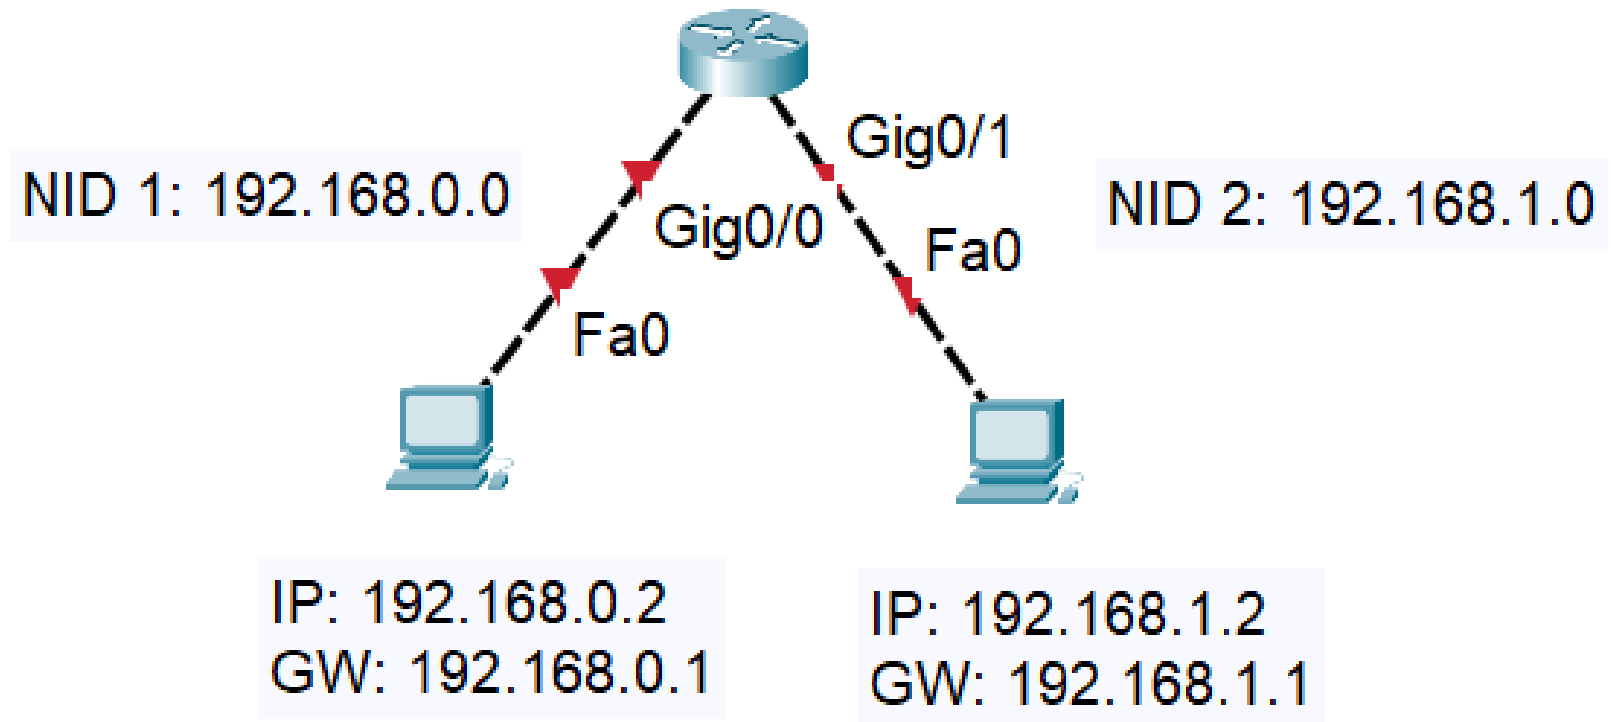 Gig0/1
NID 1: 192.168.0.0
NID 2: 192.168.1.0
Gig0/0
Fa0
Fa0
IP: 192.168.0.2
GW: 192.168.0.1
IP: 192.168.1.2
GW: 192.168.1.1